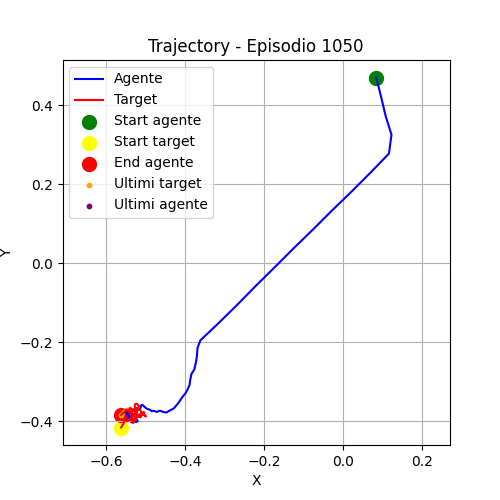 Trajectory - Episodio 1050
Agente
Target
Start agente
Start target
End agente
Ultimi target
Ultimi agente
0.4
0.2
0.0
−0.2
−0.4
Y
−0.6
−0.4
−0.2
0.0
0.2
X